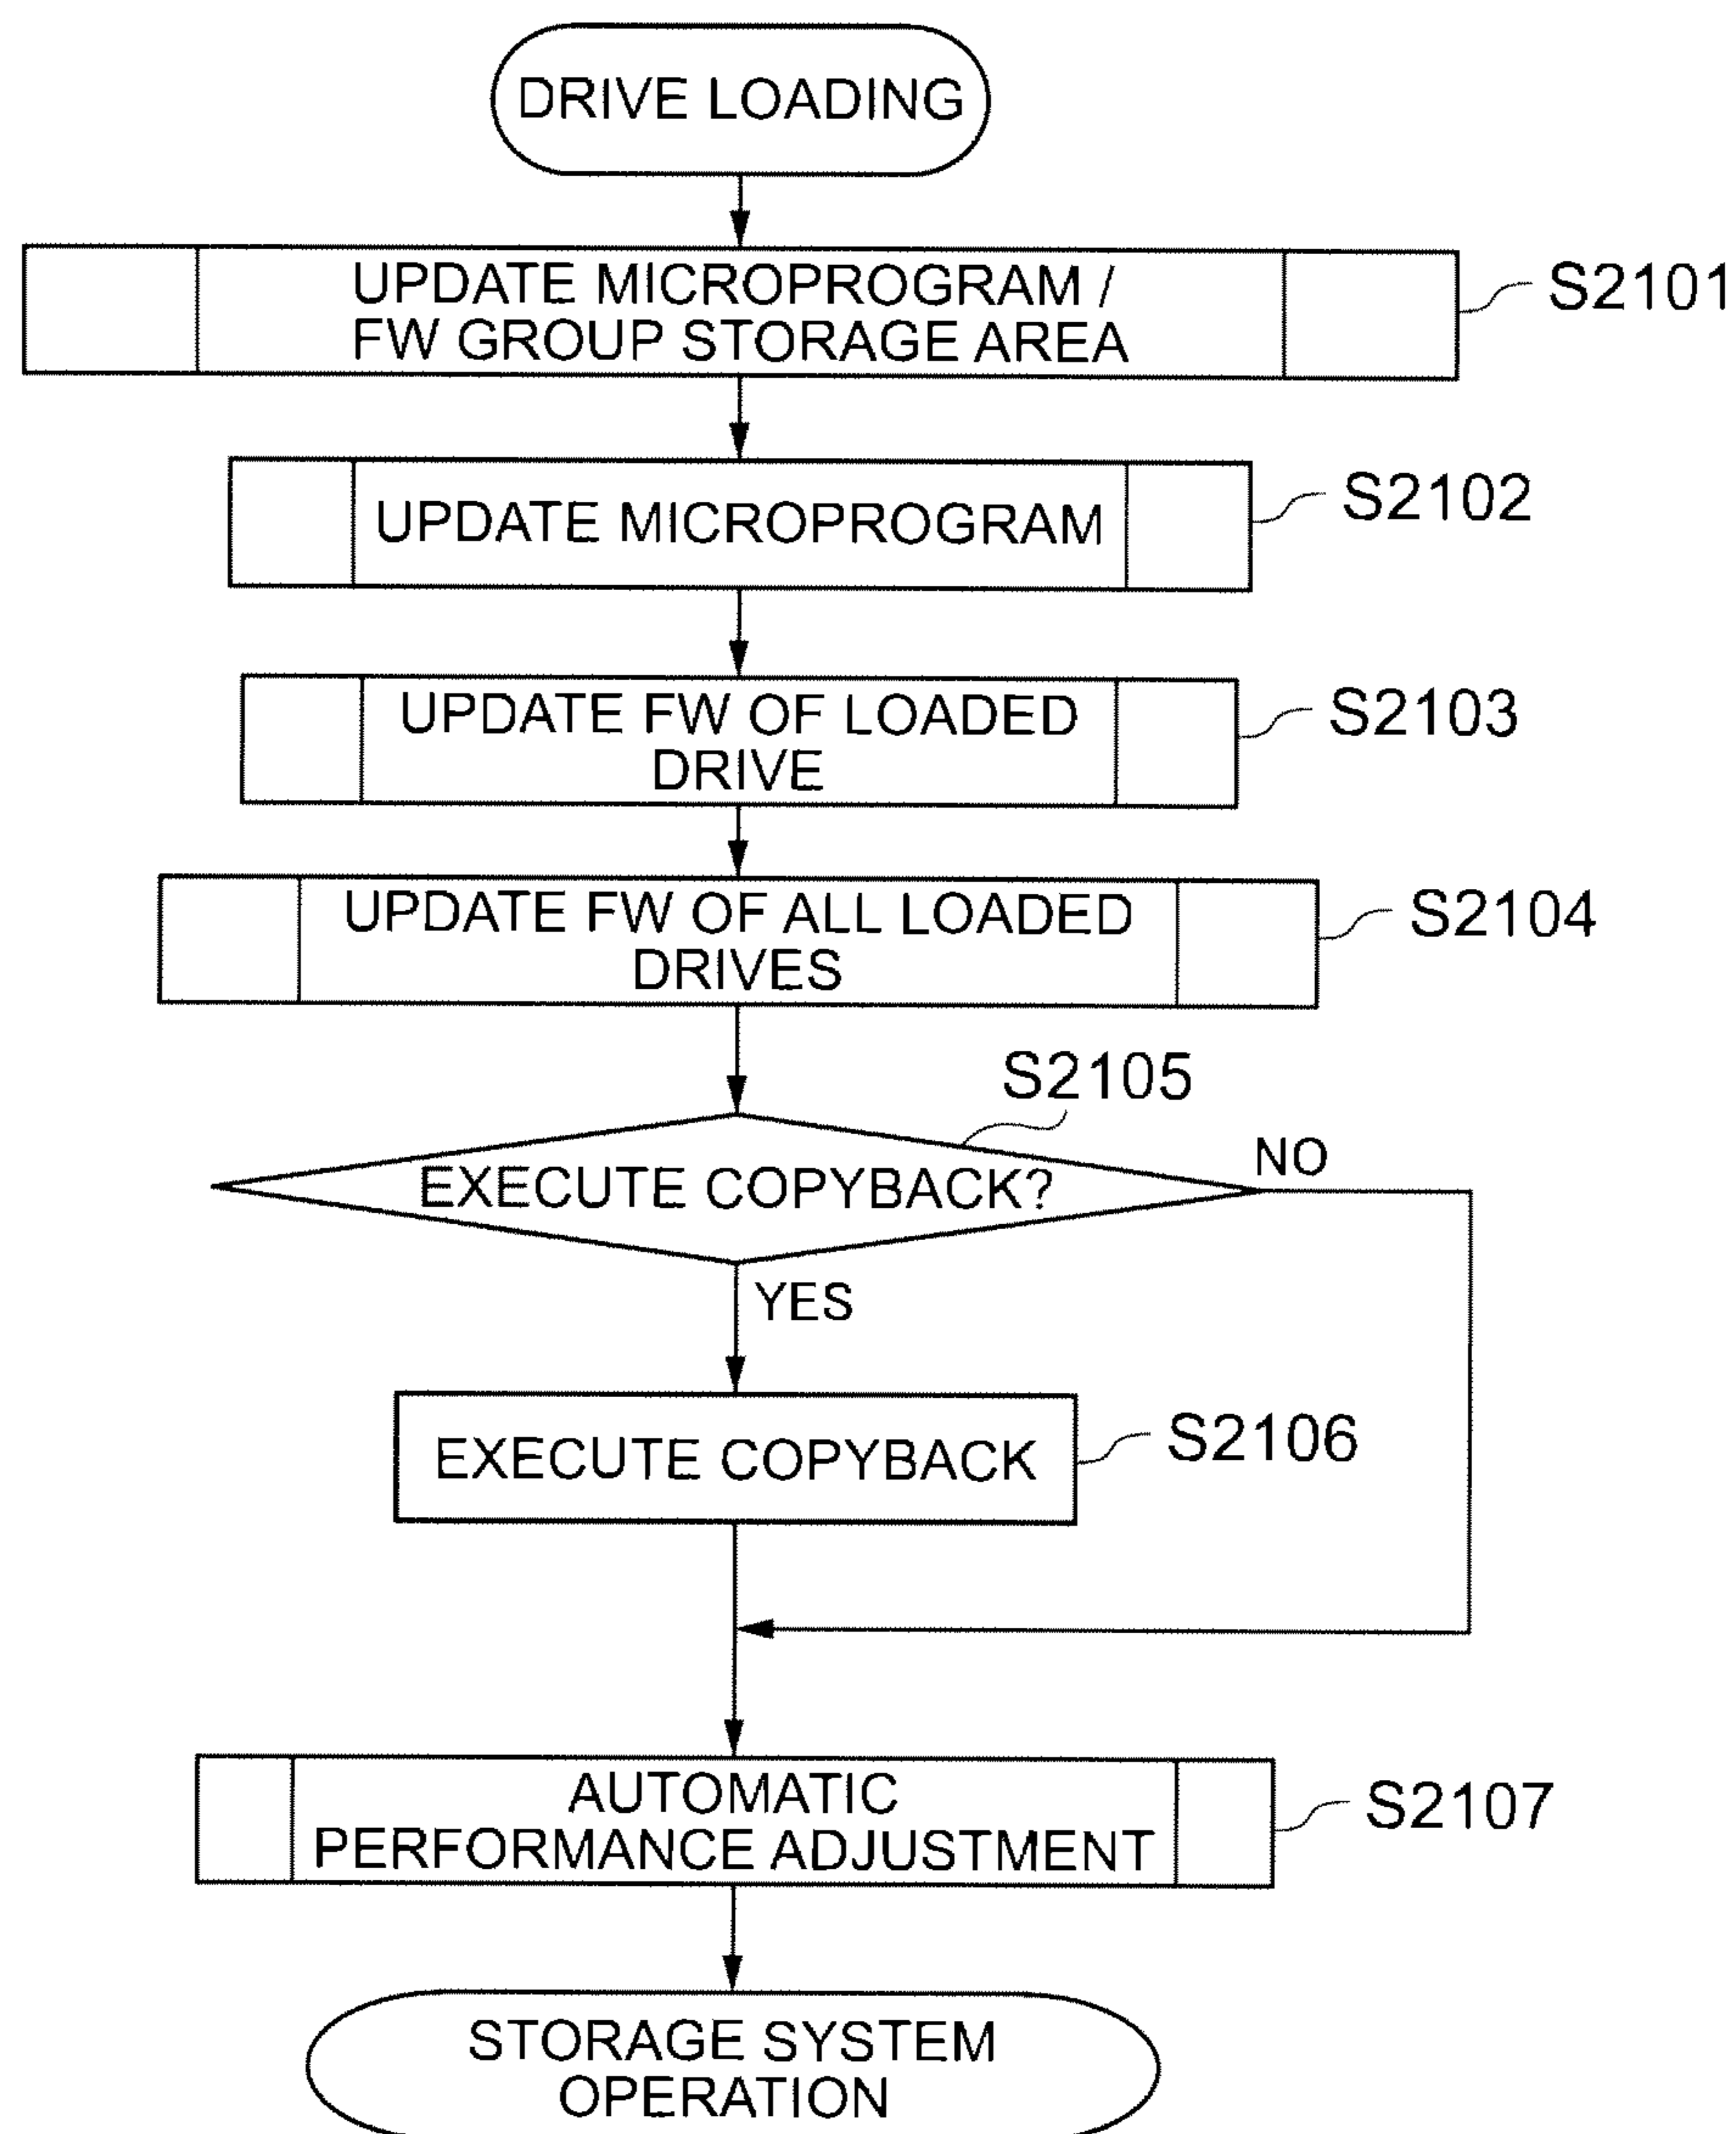 DRIVE LOADING
UPDATE MICROPROGRAM /
FW GROUP STORAGE AREA
S2101
UPDATE MICROPROGRAM
S2102
UPDATE FW OF LOADED
DRIVE
S2103
UPDATE FW OF ALL LOADED
DRIVES
S2104
S2105
EXECUTE COPYBACK?
NO
YES
EXECUTE COPYBACK
S2106
AUTOMATIC
PERFORMANCE ADJUSTMENT
S2107
STORAGE SYSTEM
OPERATION